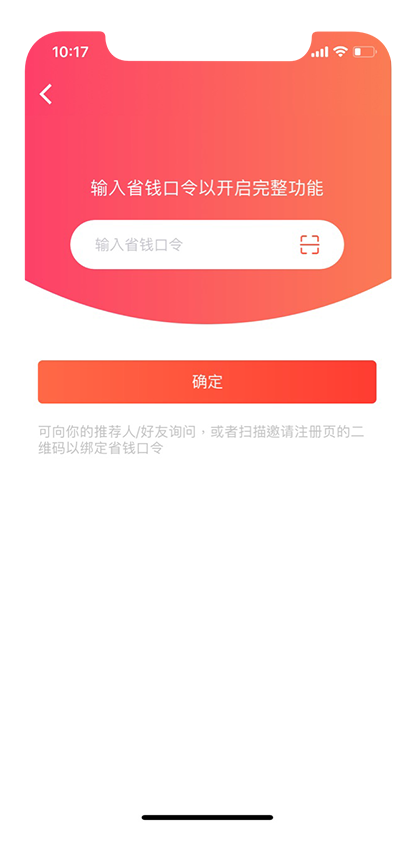 10:17
输入省钱口令以开启完整功能
输入省钱口令
确定
可向你的推荐人/好友询问，或者扫描邀请注册页的二
维码以绑定省钱口令